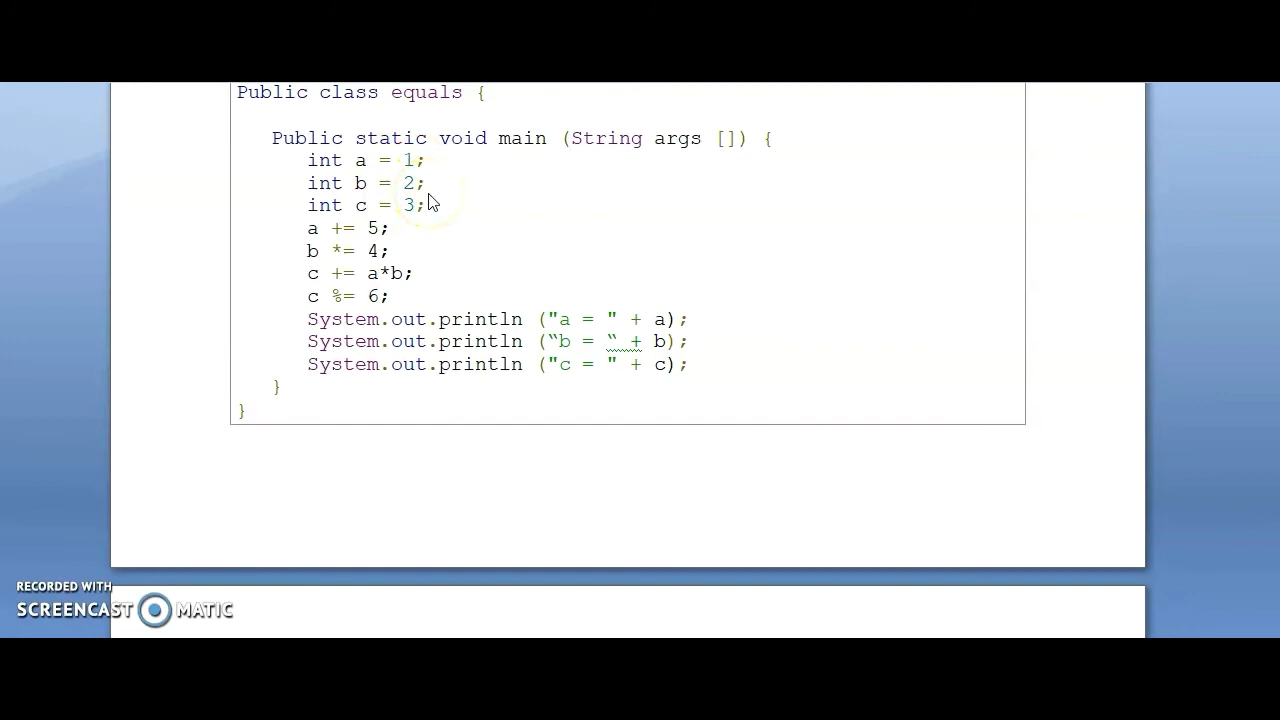 Public class equals {
Public static void main (String args []) {
int a = 1;
int b = 2;
int c = 3;
a += 5;
b *= 4;
c += a*b;
c %= 6;
System.out.println ("a = " + a);
System.out.println (“b = “ + b);
System.out.println ("c = " + c);
}
}
RECORDED WITH
SCREENCAST MATIC